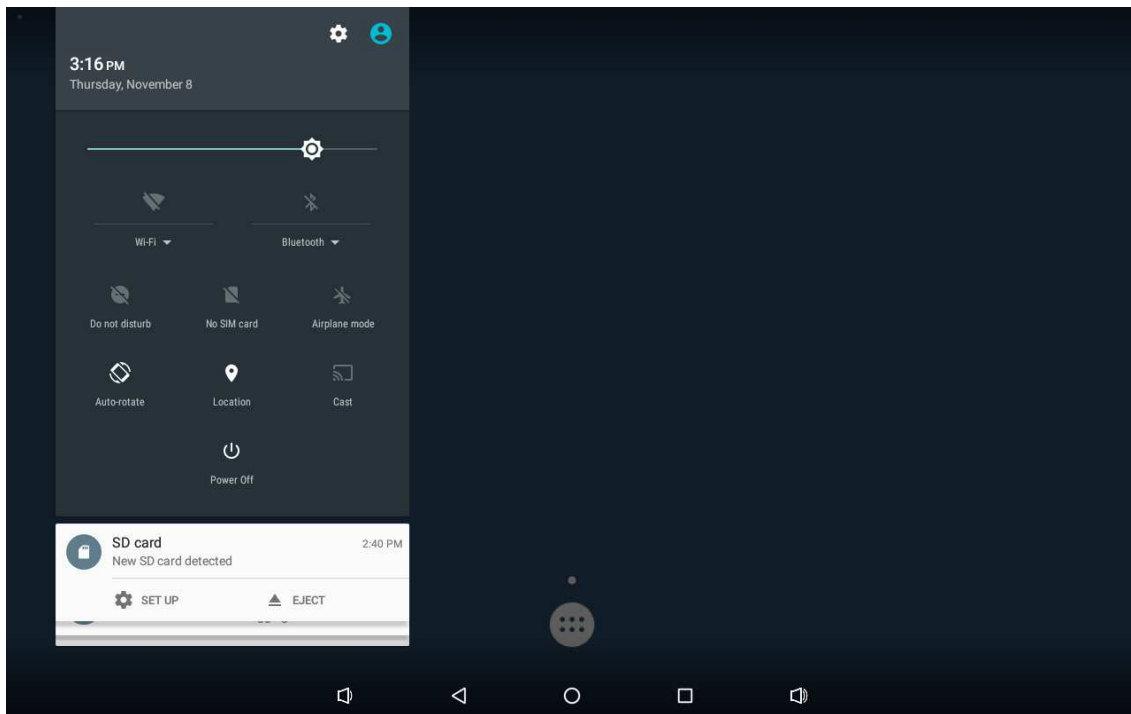 3:16 PM
Thursday, November 8
Wi-Fi
Bluetooth
Do not disturb
No SIM card
Airplane mode
Auto-rotate
Location
Cast
Power Off
SD card
2:40 PM
New SD card detected
SET UP
EJECT